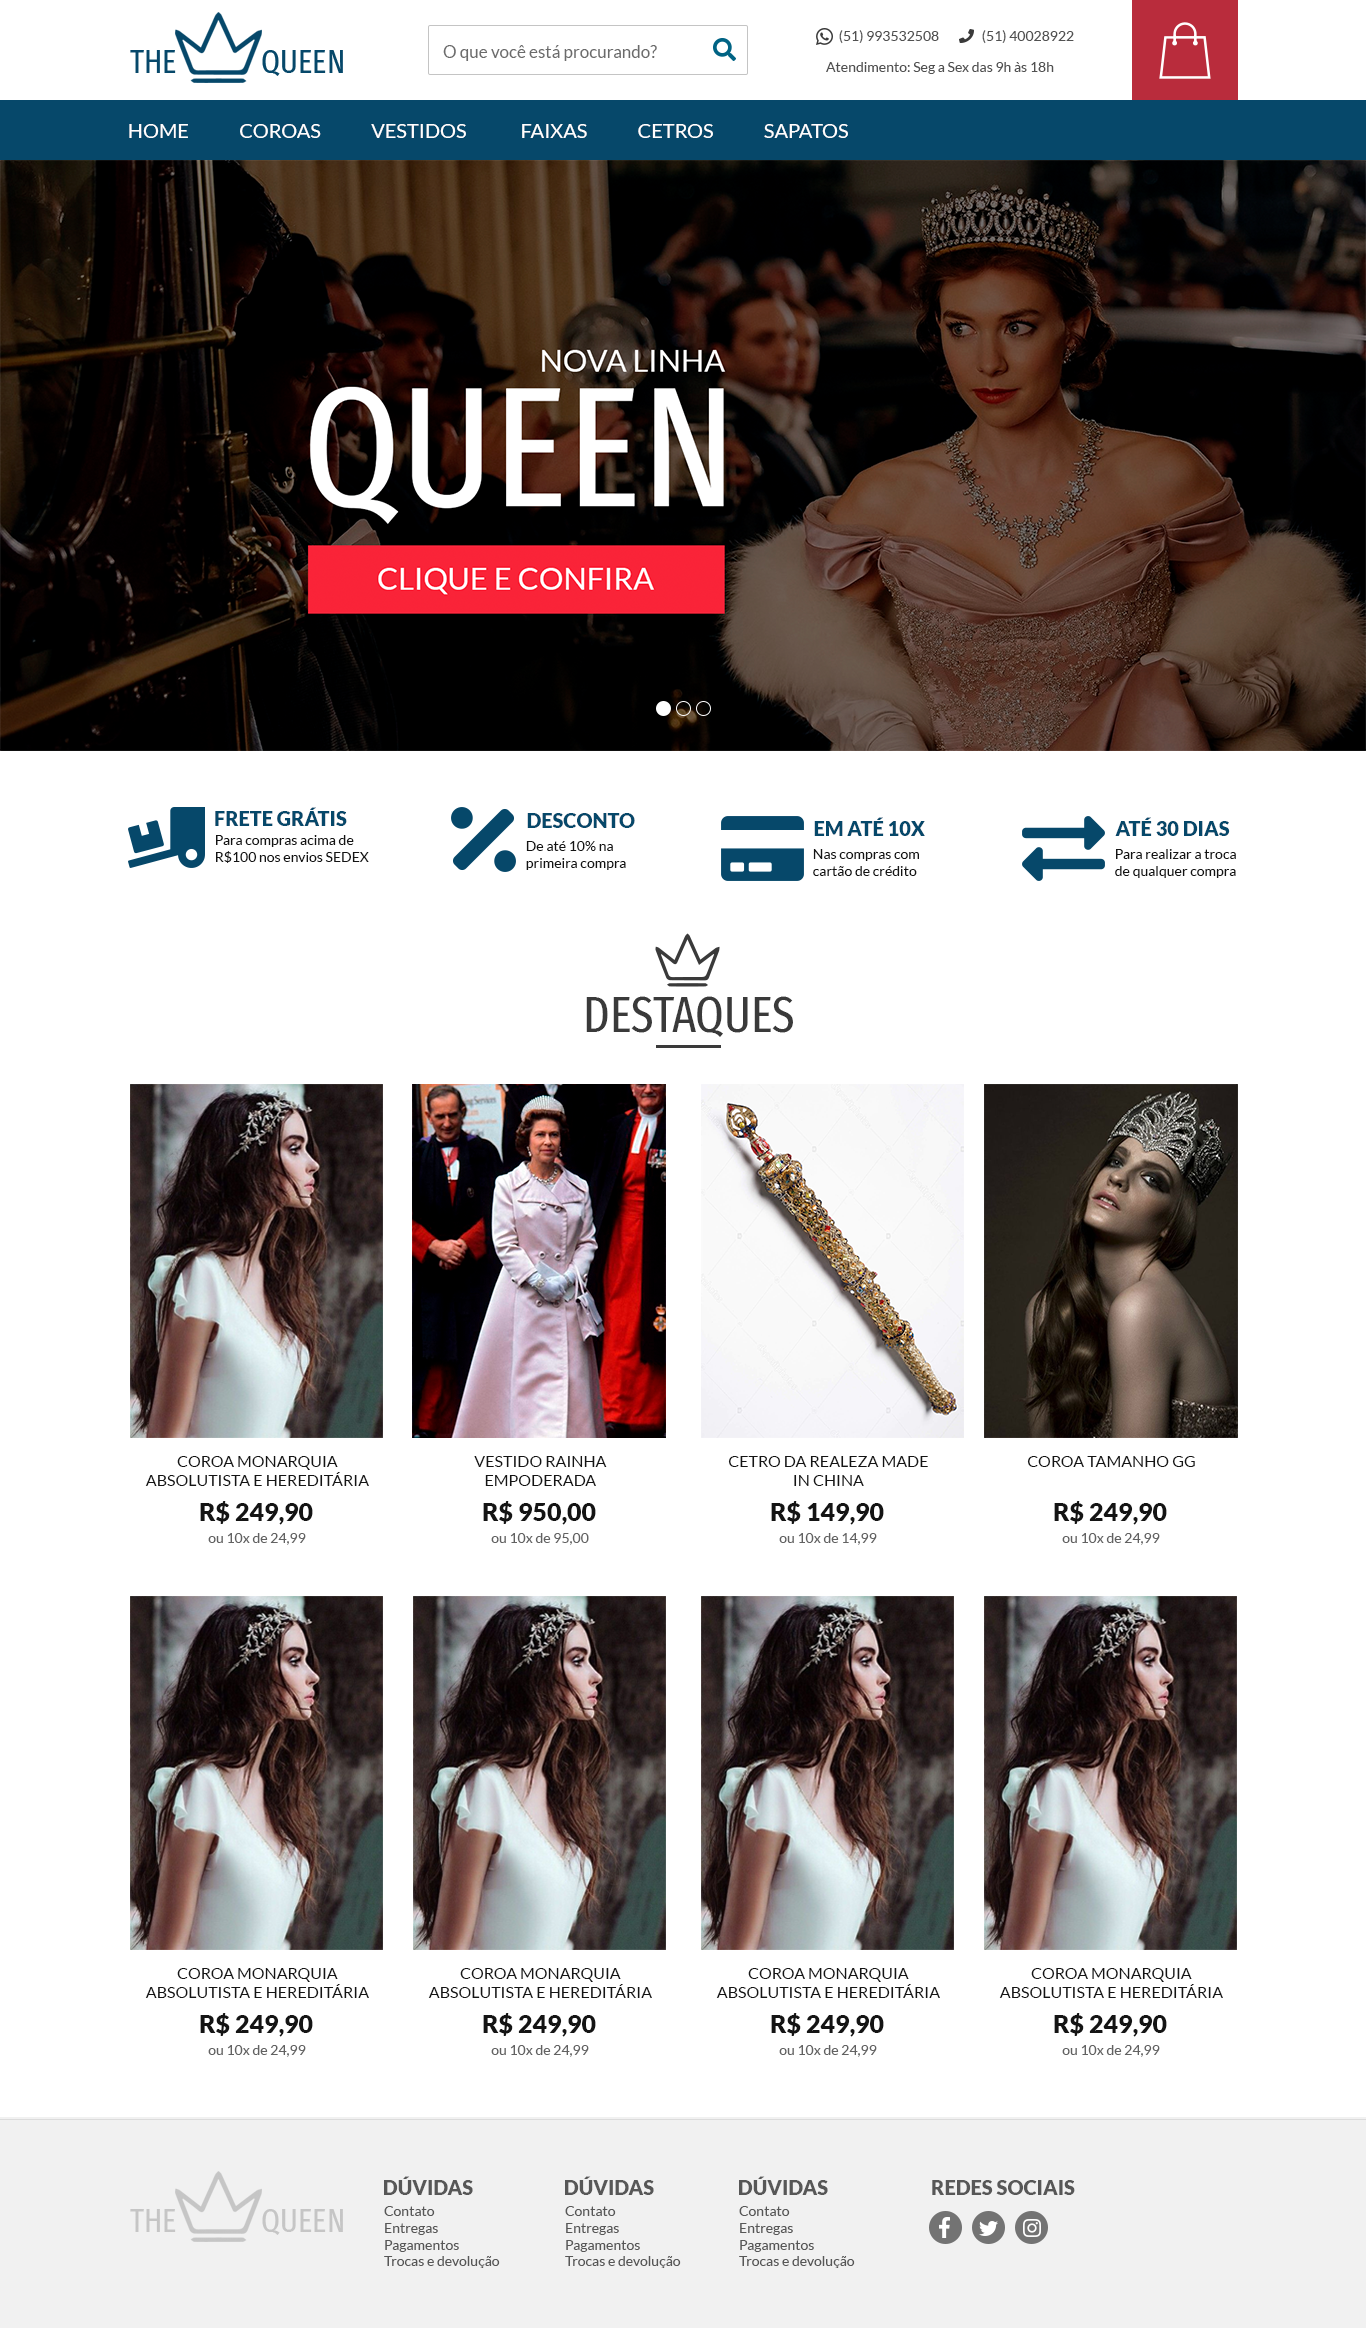 THE QUEEN
O que você está procurando?
(51) 993532508 (51) 40028922
Atendimento: Seg a Sex das 9h às 18h
HOME COROAS VESTIDOS FAIXAS CETROS SAPATOS
NOVA LINHA
QUEEN
CLIQUE E CONFIRA
FRETE GRÁTIS
Para compras acima de
R$100 nos envios SEDEX
DESCONTO
De até 10% na
primeira compra
EM ATÉ 10X
Nas compras com
cartão de crédito
ATÉ 30 DIAS
Para realizar a troca
de qualquer compra
DESTAQUES
COROA MONARQUIA
ABSOLUTISTA E HEREDITÁRIA
R$ 249,90
ou 10x de 24,99
VESTIDO RAINHA
EMPODERADA
R$ 950,00
ou 10x de 95,00
CETRO DA REALEZA MADE
IN CHINA
R$ 149,90
ou 10x de 14,99
COROA TAMANHO GG
R$ 249,90
ou 10x de 24,99
COROA MONARQUIA
ABSOLUTISTA E HEREDITÁRIA
R$ 249,90
ou 10x de 24,99
COROA MONARQUIA
ABSOLUTISTA E HEREDITÁRIA
R$ 249,90
ou 10x de 24,99
COROA MONARQUIA
ABSOLUTISTA E HEREDITÁRIA
R$ 249,90
ou 10x de 24,99
COROA MONARQUIA
ABSOLUTISTA E HEREDITÁRIA
R$ 249,90
ou 10x de 24,99
THE QUEEN
DÚVIDAS
Contato
Entregas
Pagamentos
Trocas e devolução
DÚVIDAS
Contato
Entregas
Pagamentos
Trocas e devolução
DÚVIDAS
Contato
Entregas
Pagamentos
Trocas e devolução
REDES SOCIAIS